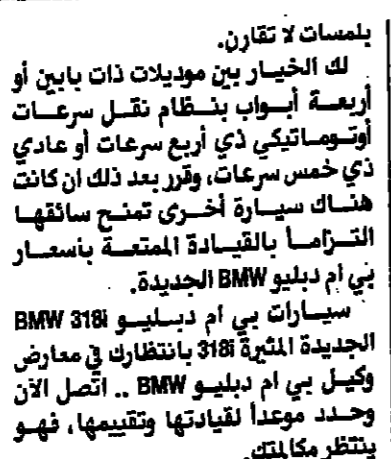 بلمسات لا تقارن.
لك الخيار بين موديلات ذات بابين أو
أربعة أبواب بنظام نقل سرعات
أوتوماتيكي ذي أربع سرعات أو عادي
ذي خمس سرعات، وقرر بعد ذلك ان كانت
هناك سيارة أخرى تمنح سائقها
التزاماً بالقيادة الممتعة بأسعار
بي ام دبليو BMW الجديدة.
سيارات بي ام دبليو BMW 318i
الجديدة المثيرة 318i بانتظارك في معارض
وكيل بي ام دبليو BMW .. اتصل الآن
وحدد موعداً لقيادتها وتقييمها، فهو
ينتظر مكالمتك.